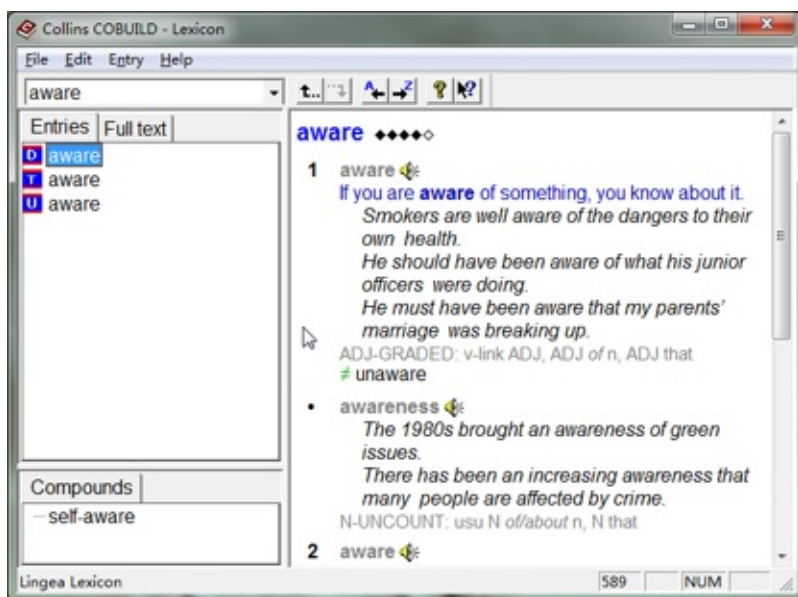 Collins COBUILD - Lexicon
File Edit Entry Help
aware
Entries Full text
D aware
T aware
U aware
Compounds
self-aware
aware ◆◆◆◆◇
1 aware
If you are aware of something, you know about it.
Smokers are well aware of the dangers to their
own health.
He should have been aware of what his junior
officers were doing.
He must have been aware that my parents'
marriage was breaking up.
ADJ-GRADED: v-link ADJ, ADJ of n, ADJ that
≠ unaware
• awareness
The 1980s brought an awareness of green
issues.
There has been an increasing awareness that
many people are affected by crime.
N-UNCOUNT: usu N of/about n, N that
2 aware
Lingea Lexicon 589 NUM